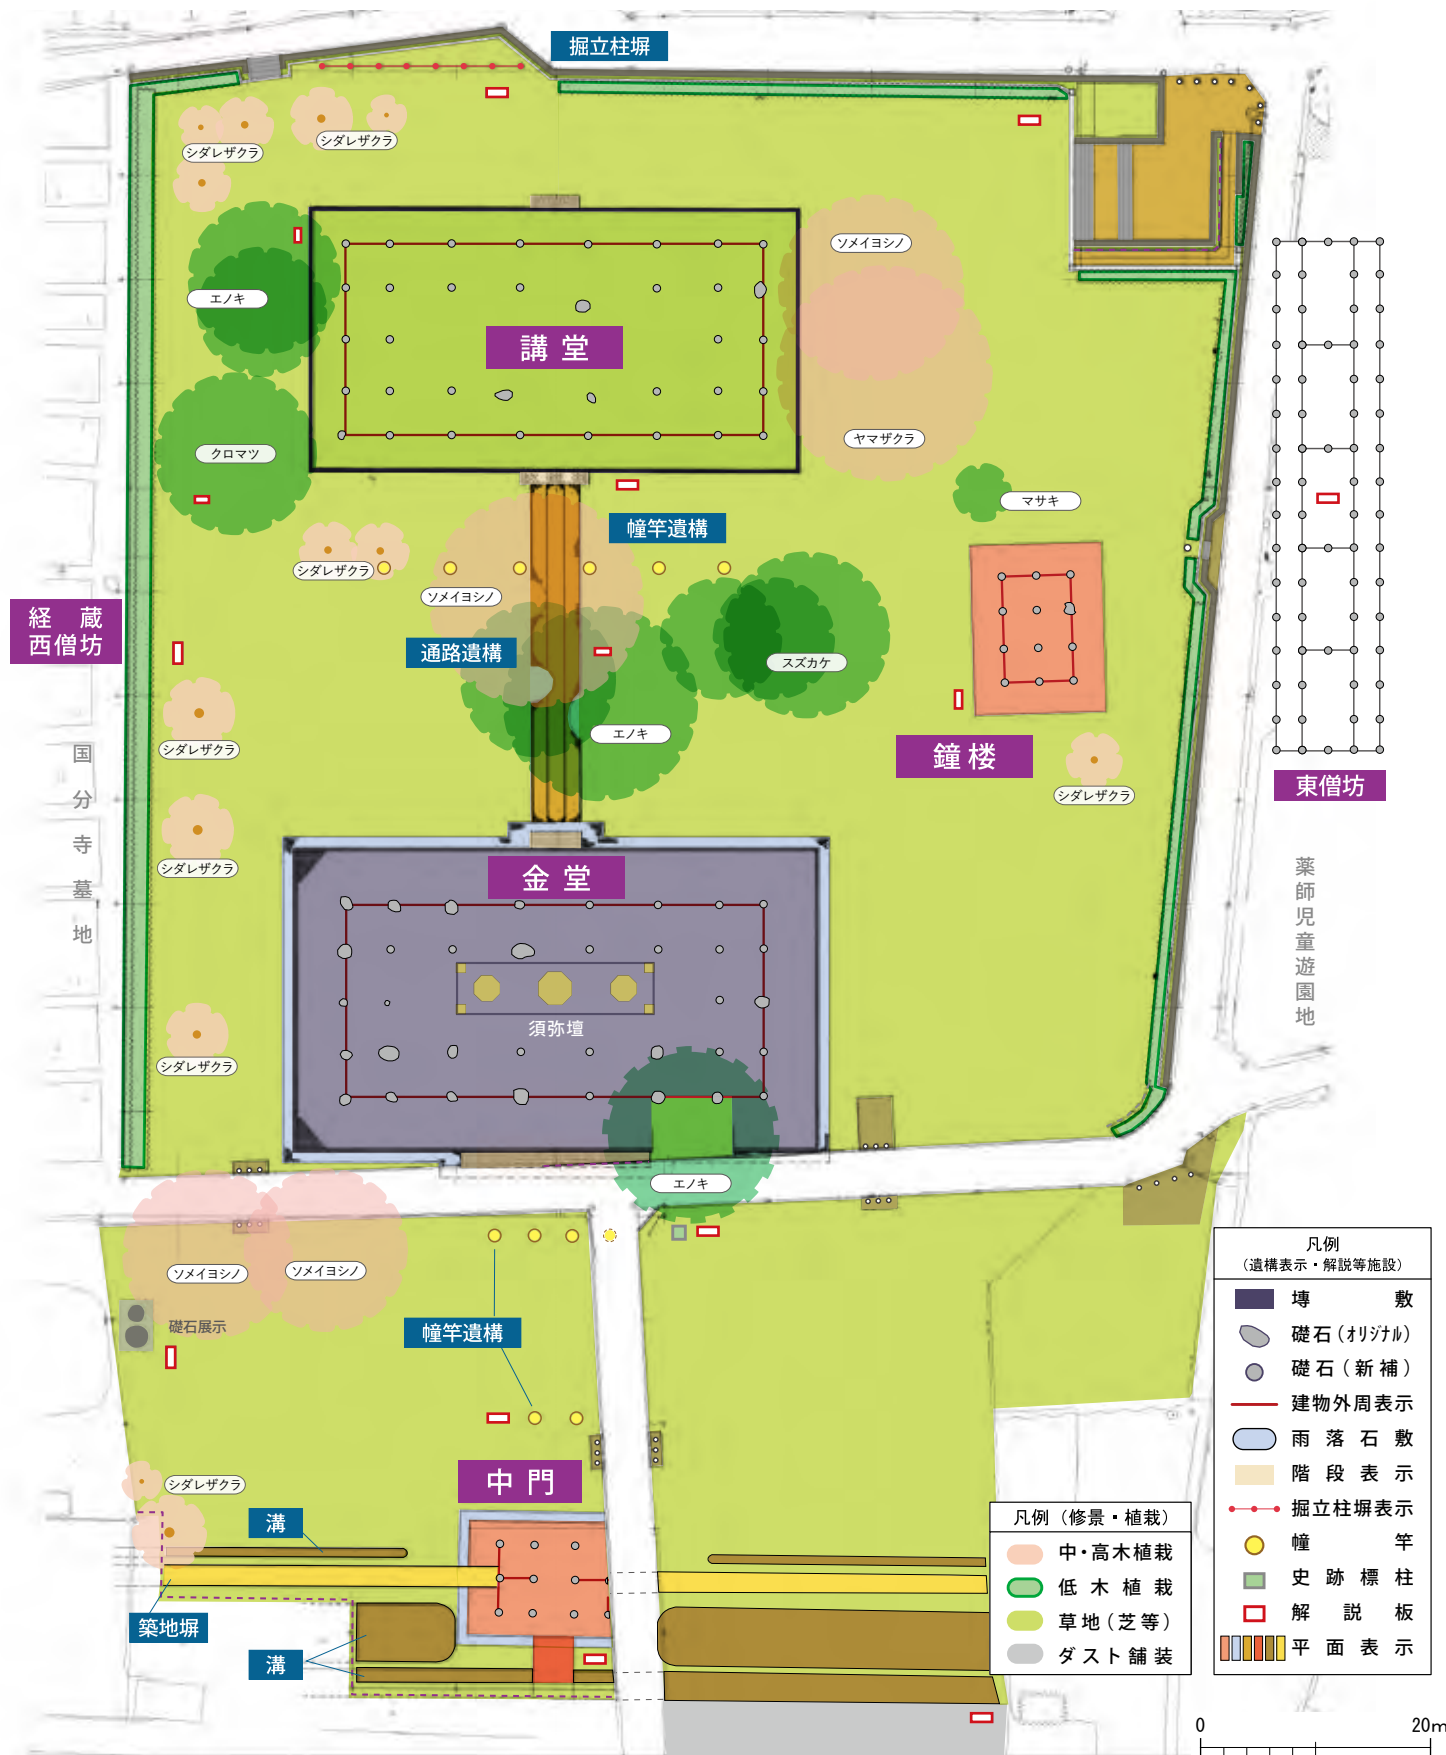 掘立柱塀
シダレザクラ
シダレザクラ
ソメイヨシノ
エノキ
講堂
ヤマザクラ
クロマツ
マサキ
幢竿遺構
シダレザクラ
ソメイヨシノ
経　蔵
西僧坊
通路遺構
スズカケ
エノキ
シダレザクラ
鐘楼
シダレザクラ
東僧坊
国分寺墓地
シダレザクラ
金堂
薬師児童遊園地
須弥壇
シダレザクラ
エノキ
ソメイヨシノ
ソメイヨシノ
礎石展示
幢竿遺構
中門
シダレザクラ
溝
築地塀
溝
凡例（修景・植栽）
中・高木植栽
低木植栽
草地（芝等）
ダスト舗装
凡例
（遺構表示・解説等施設）
塼敷
礎石（ｵﾘｼﾞﾅﾙ）
礎石（新補）
建物外周表示
雨落石敷
階段表示
掘立柱塀表示
幢竿
史跡標柱
解説板
平面表示
0　20m